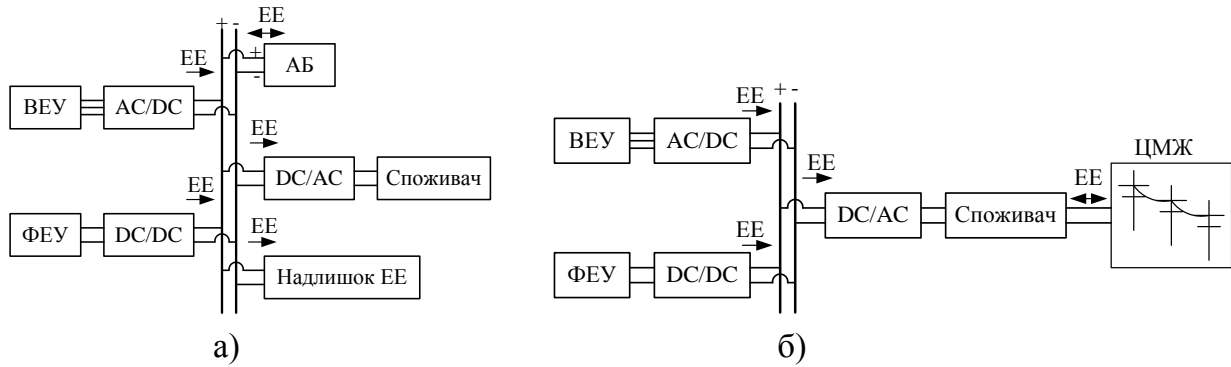 + -
ЕЕ
ЕЕ
+
-
АБ
ВЕУ
AC/DC
ЕЕ
DC/AC
Споживач
ЕЕ
ФЕУ
DC/DC
ЕЕ
Надлишок ЕЕ
а)
+ -
ЕЕ
ВЕУ
AC/DC
ЕЕ
DC/AC
Споживач
ЕЕ
ЦМЖ
ЕЕ
ФЕУ
DC/DC
б)